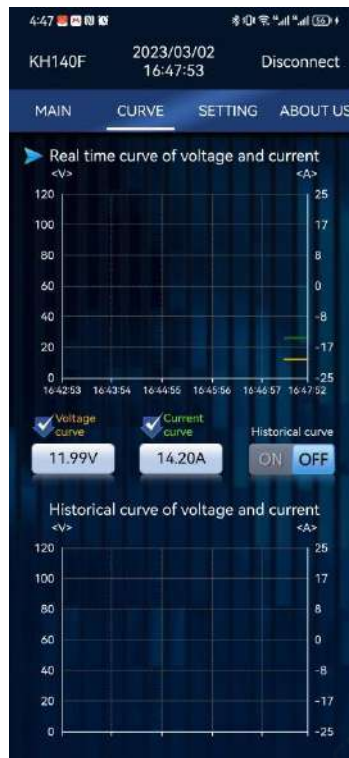 4:47 56
KH140F 2023/03/02 16:47:53 Disconnect
MAIN CURVE SETTING ABOUT US
Real time curve of voltage and current
<V> <A>
120 25
100 17
80 8
60 0
40 -8
20 -17
0 -25
16:42:53 16:43:54 16:44:55 16:45:56 16:46:57 16:47:52
Voltage curve Current curve Historical curve
11.99V 14.20A ON OFF
Historical curve of voltage and current
<V> <A>
120 25
100 17
80 8
60 0
40 -8
20 -17
0 -25